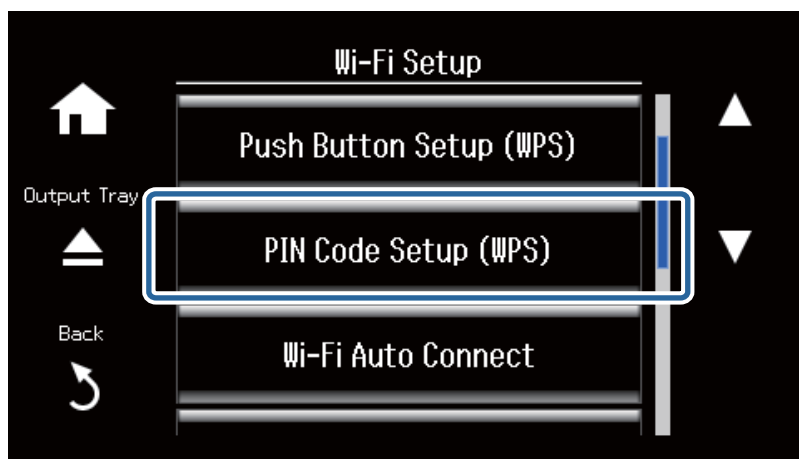 Wi-Fi Setup
Push Button Setup (WPS)
Output Tray
PIN Code Setup (WPS)
Back
Wi-Fi Auto Connect